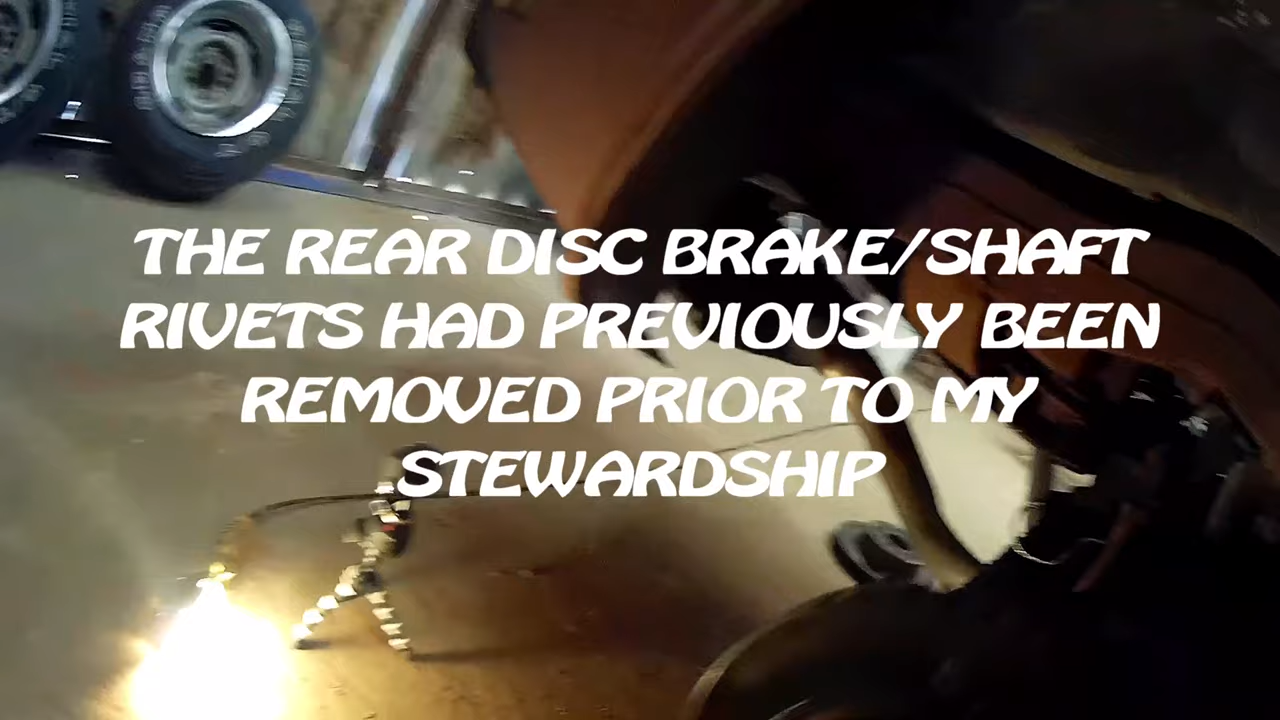 THE REAR DISC BRAKE/SHAFT
RIVETS HAD PREVIOUSLY BEEN
REMOVED PRIOR TO MY
STEWARDSHIP